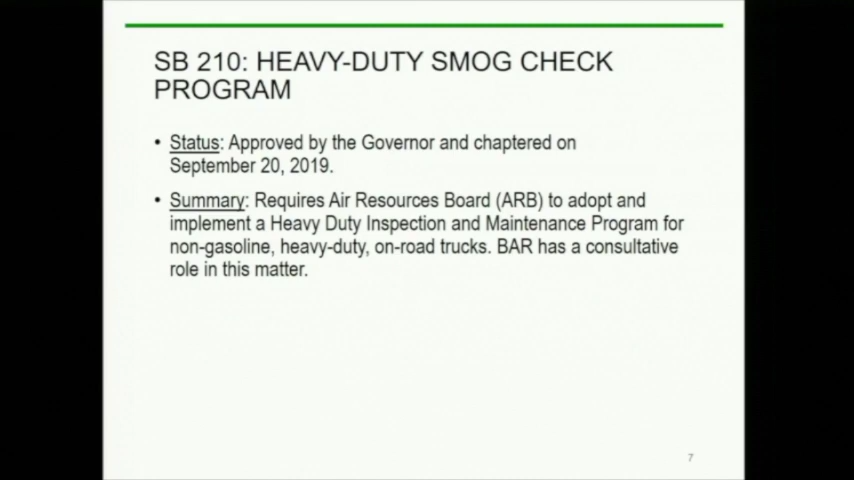 SB 210: HEAVY-DUTY SMOG CHECK
PROGRAM
• Status: Approved by the Governor and chaptered on
September 20, 2019.
• Summary: Requires Air Resources Board (ARB) to adopt and
implement a Heavy Duty Inspection and Maintenance Program for
non-gasoline, heavy-duty, on-road trucks. BAR has a consultative
role in this matter.
7